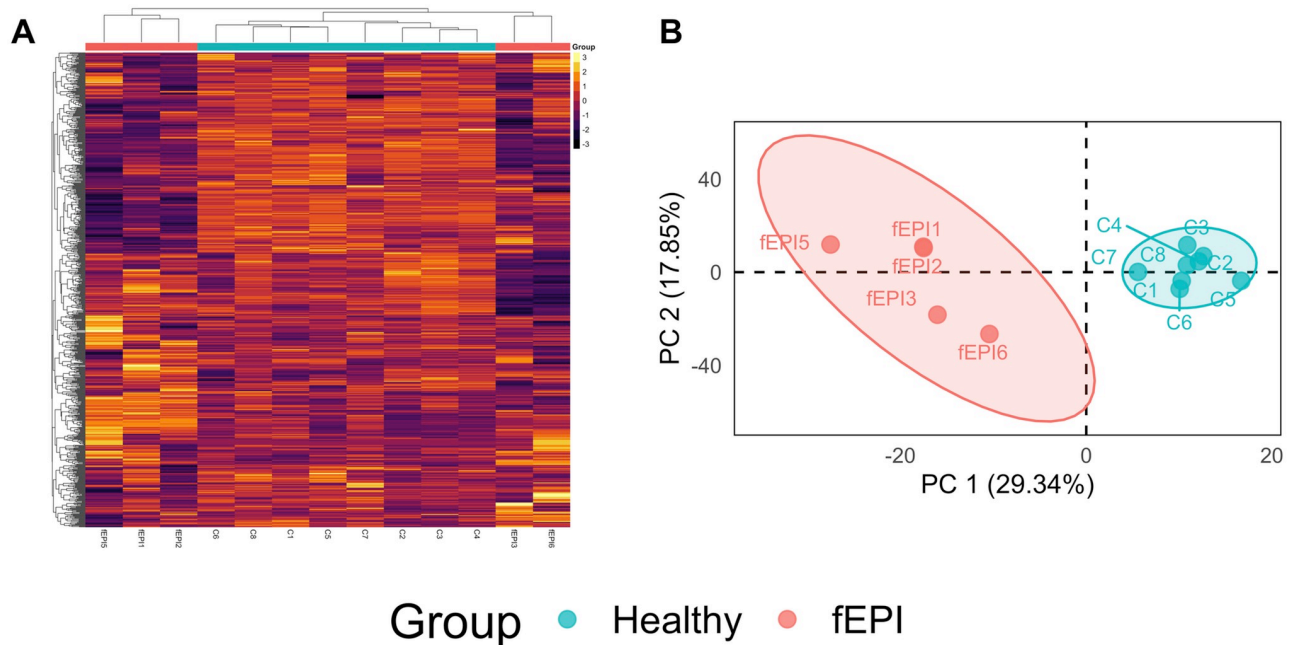 A
Group
3
2
1
0
-1
-2
-3
fEPI5 fEPI1 fEPI2 C6 C8 C1 C5 C7 C2 C3 C4 fEPI3 fEPI6
B
PC 2 (17.85%)
40
0
-40
fEPI5
fEPI1
fEPI2
fEPI3
fEPI6
C4
C3
C7
C8
C2
C1
C5
C6
-20 0 20
PC 1 (29.34%)
Group Healthy fEPI